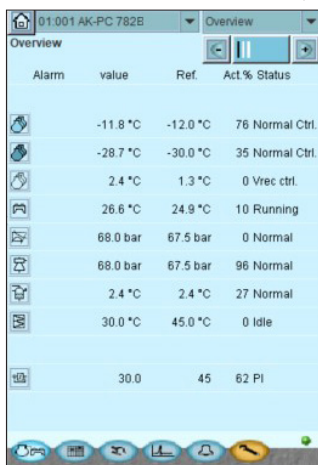 01:001 AK-PC 782B Overview
Overview
Alarm value Ref. Act.% Status
-11.8 °C -12.0 °C 76 Normal Ctrl.
-28.7 °C -30.0 °C 35 Normal Ctrl.
2.4 °C 1.3 °C 0 Vrec ctrl.
26.6 °C 24.9 °C 10 Running
68.0 bar 67.5 bar 0 Normal
68.0 bar 67.5 bar 96 Normal
2.4 °C 2.4 °C 27 Normal
30.0 °C 45.0 °C 0 Idle
30.0 45 62 PI